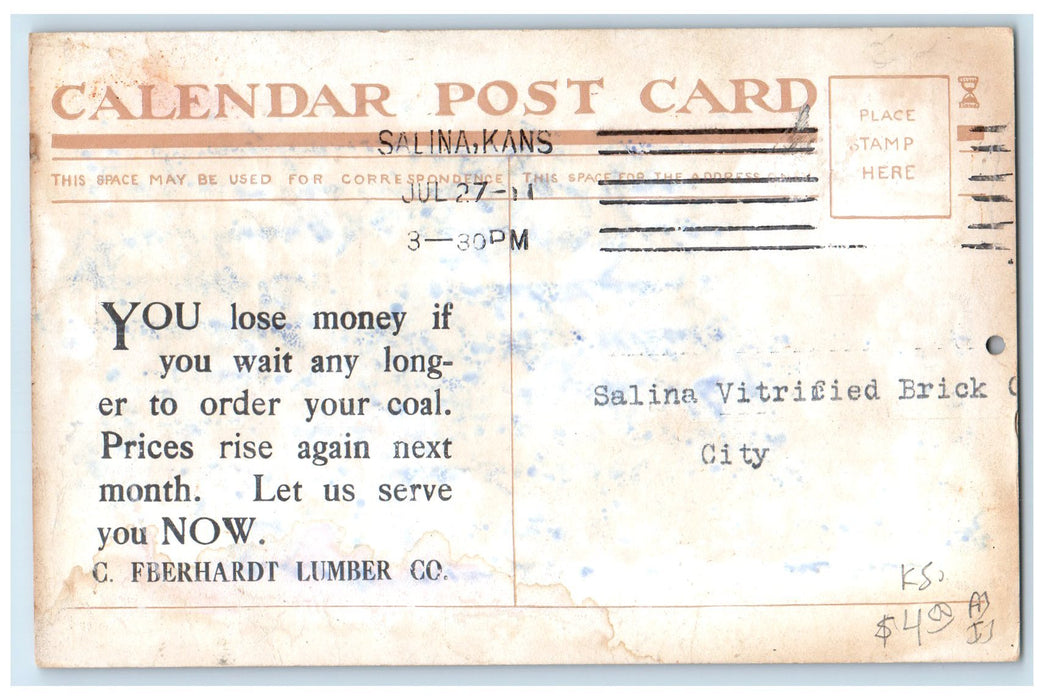 CALENDAR POST CARD
PLACE
STAMP
HERE
SALINA, KANS
THIS SPACE MAY BE USED FOR CORRESPONDENCE
THIS SPACE FOR THE ADDRESS
JUL 27-11
3-30PM
YOU lose money if
you wait any long-
er to order your coal.
Prices rise again next
month. Let us serve
you NOW.
C. EBERHARDT LUMBER CO.
Salina Vitrified Brick C
City
KS.
$4.00